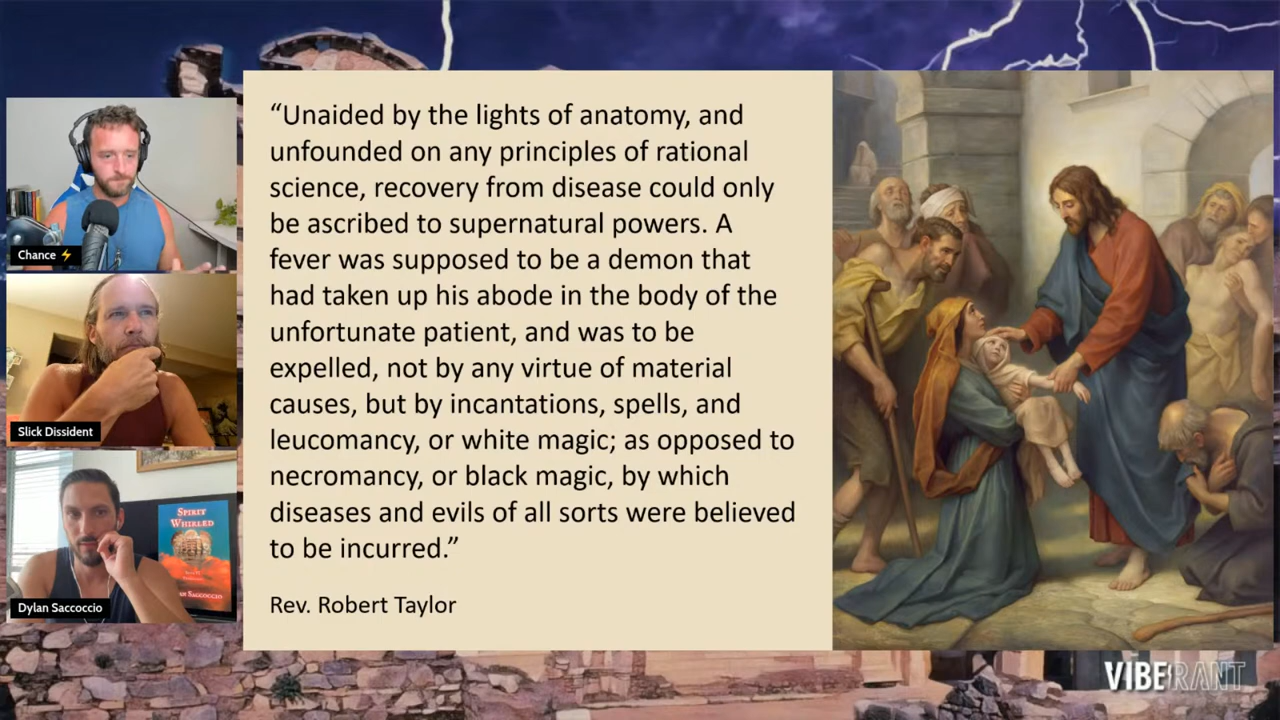 “Unaided by the lights of anatomy, and
unfounded on any principles of rational
science, recovery from disease could only
be ascribed to supernatural powers. A
fever was supposed to be a demon that
had taken up his abode in the body of the
unfortunate patient, and was to be
expelled, not by any virtue of material
causes, but by incantations, spells, and
leucomancy, or white magic; as opposed to
necromancy, or black magic, by which
diseases and evils of all sorts were believed
to be incurred.”
Rev. Robert Taylor
Chance
Slick Dissident
SPIRIT
WHIRLED
SACCOCCIO
Dylan Saccoccio
VIBERANT